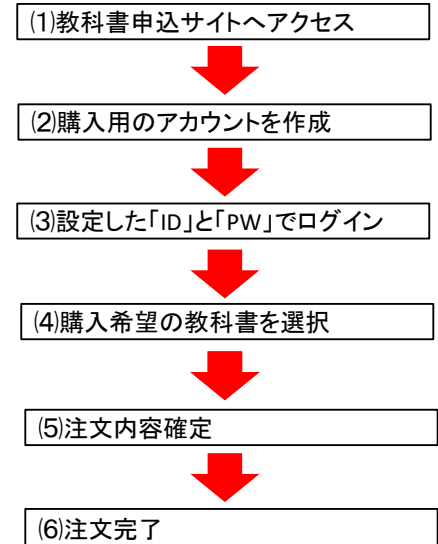 ⑴教科書申込サイトへアクセス
⑵購入用のアカウントを作成
⑶設定した「ID」と「PW」でログイン
⑷購入希望の教科書を選択
⑸注文内容確定
⑹注文完了